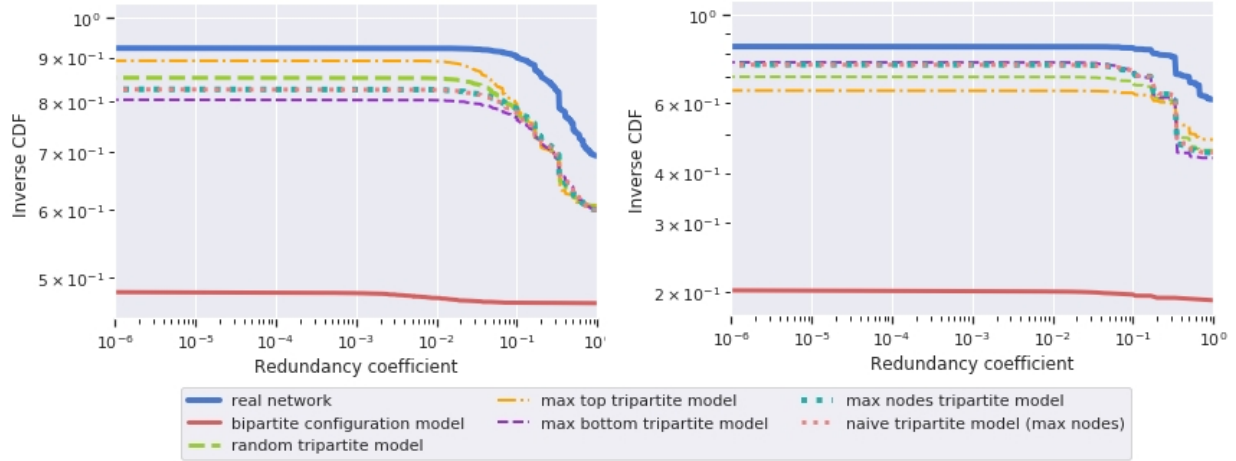 10⁰
9 × 10⁻¹
8 × 10⁻¹
7 × 10⁻¹
6 × 10⁻¹
5 × 10⁻¹
Inverse CDF
10⁻⁶ 10⁻⁵ 10⁻⁴ 10⁻³ 10⁻² 10⁻¹ 10
Redundancy coefficient
10⁰
6 × 10⁻¹
4 × 10⁻¹
3 × 10⁻¹
2 × 10⁻¹
Inverse CDF
10⁻⁶ 10⁻⁵ 10⁻⁴ 10⁻³ 10⁻² 10⁻¹ 10⁰
Redundancy coefficient
real network
bipartite configuration model
random tripartite model
max top tripartite model
max bottom tripartite model
max nodes tripartite model
naive tripartite model (max nodes)